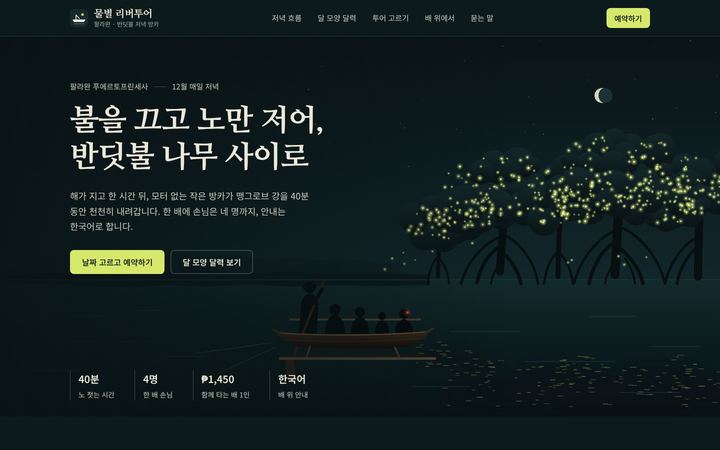 물별 리버투어
팔라완 · 반딧불 저녁 방카
저녁 흐름
달 모양 달력
투어 고르기
배 위에서
묻는 말
예약하기
팔라완 푸에르토프린세사 — 12월 매일 저녁
불을 끄고 노만 저어,
반딧불 나무 사이로
해가 지고 한 시간 뒤, 모터 없는 작은 방카가 맹그로브 강을 40분
동안 천천히 내려갑니다. 한 배에 손님은 네 명까지, 안내는
한국어로 합니다.
날짜 고르고 예약하기
달 모양 달력 보기
40분
노 젓는 시간
4명
한 배 손님
₱1,450
함께 타는 배 1인
한국어
배 위 안내